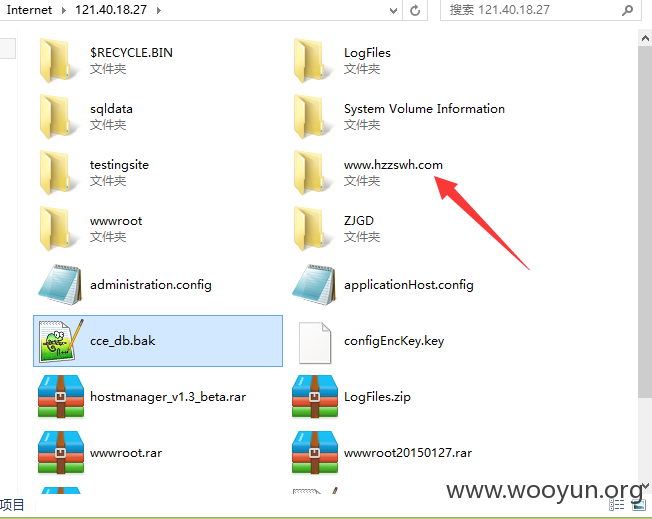 Internet 121.40.18.27
搜索 121.40.18.27
$RECYCLE.BIN
文件夹
LogFiles
文件夹
sqldata
文件夹
System Volume Information
文件夹
testingsite
文件夹
www.hzzswh.com
文件夹
wwwroot
文件夹
ZJGD
文件夹
administration.config
applicationHost.config
cce_db.bak
configEncKey.key
hostmanager_v1.3_beta.rar
LogFiles.zip
wwwroot.rar
wwwroot20150127.rar
项目
www.wooyun.org